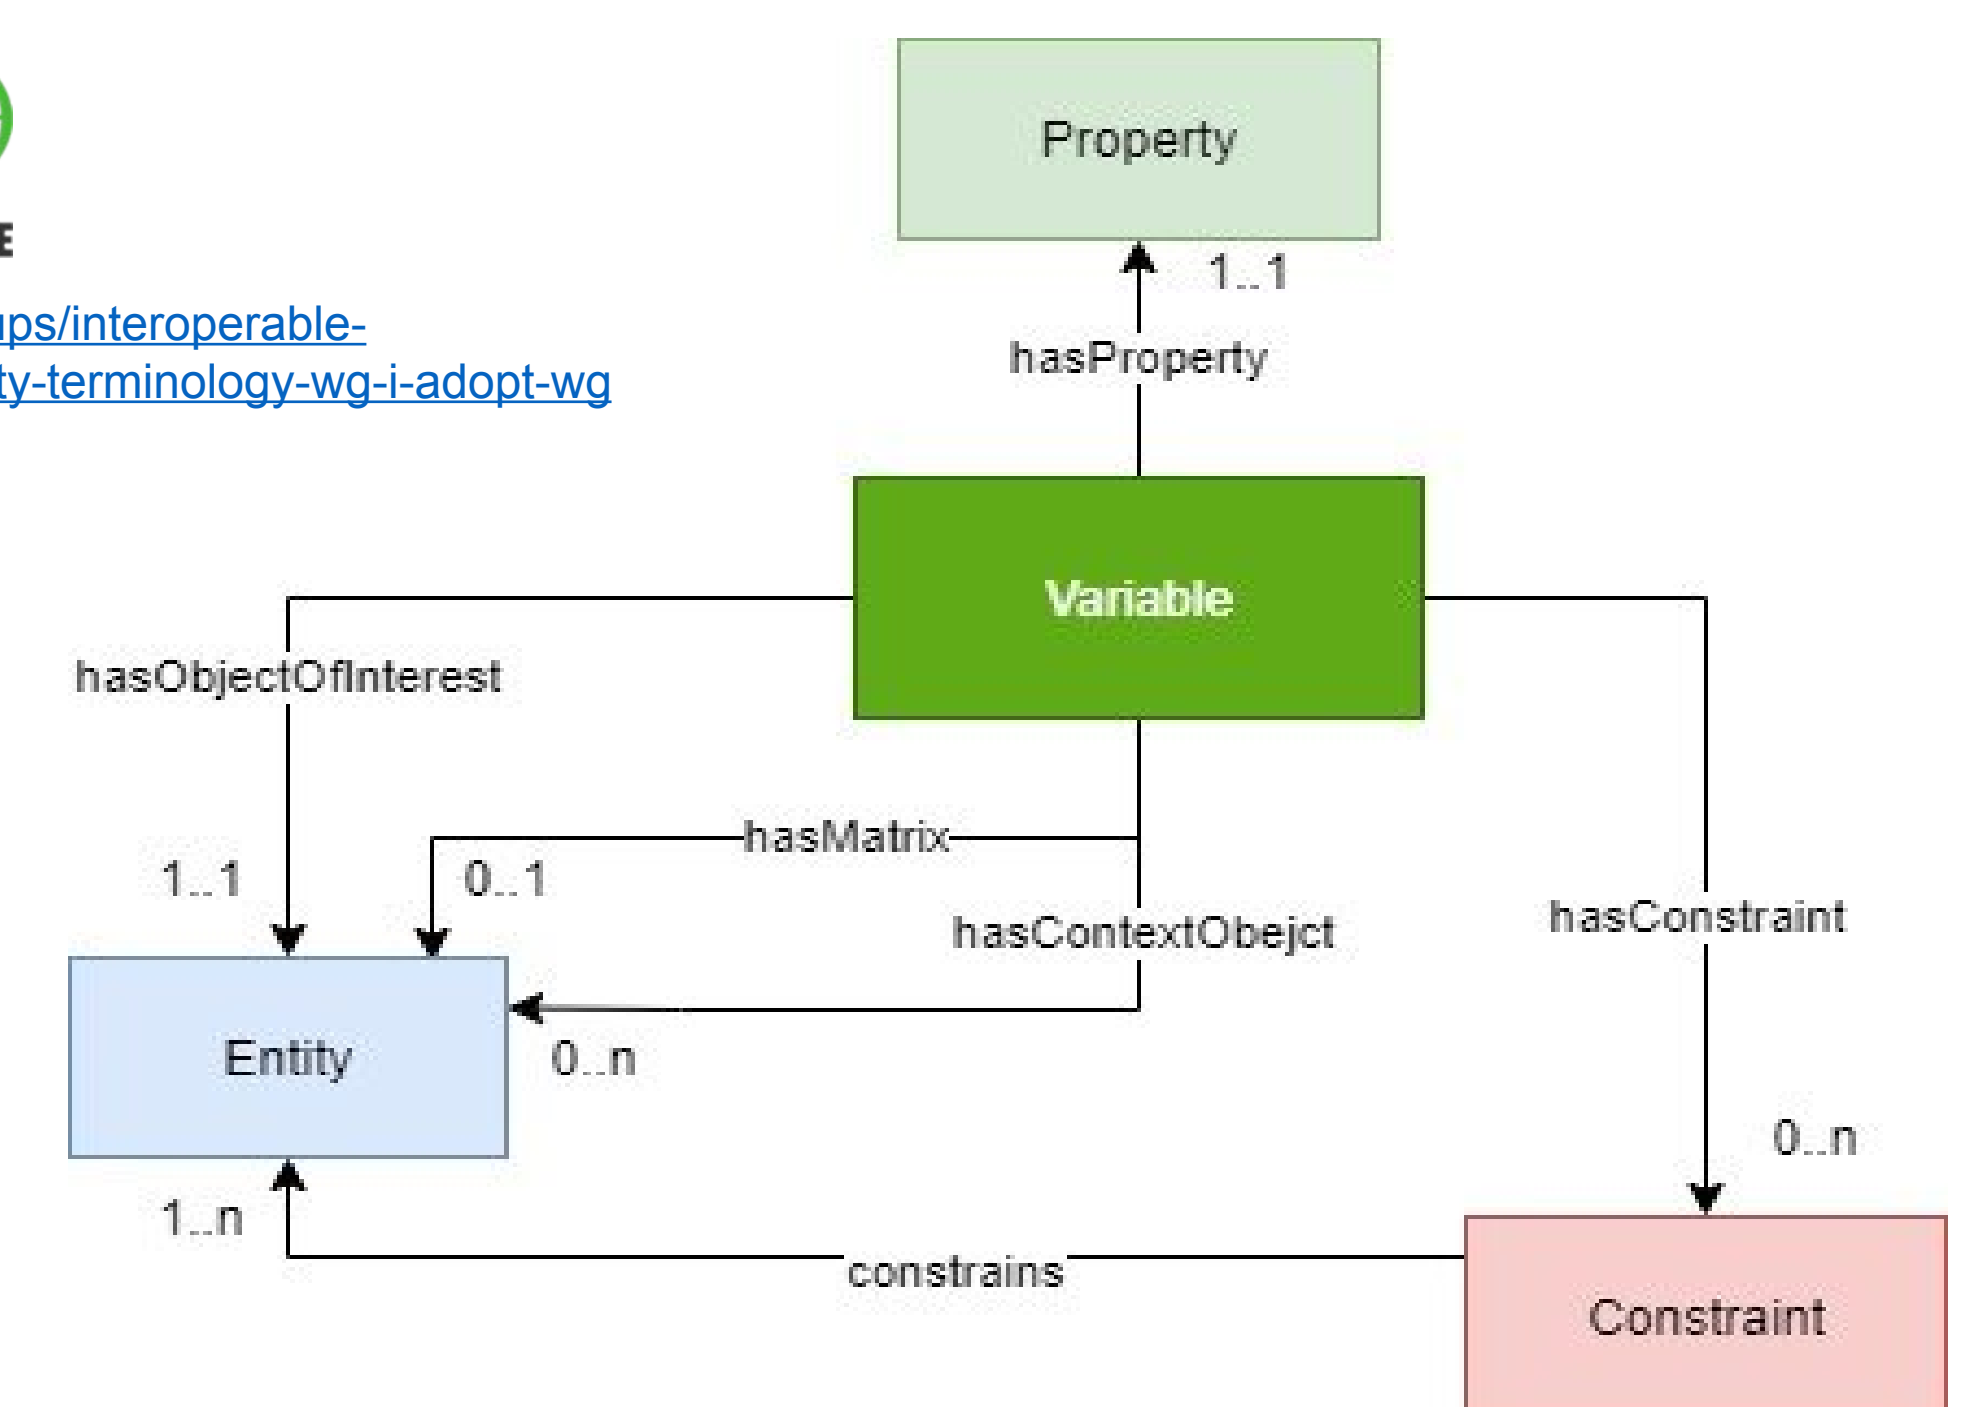 Property
1..1
E
ups/interoperable-
hasProperty
ty-terminology-wg-i-adopt-wg
Variable
hasObjectOfInterest
hasMatrix
1..1
0..1
hasContextObejct
hasConstraint
Entity
0..n
0..n
1..n
constrains
Constraint